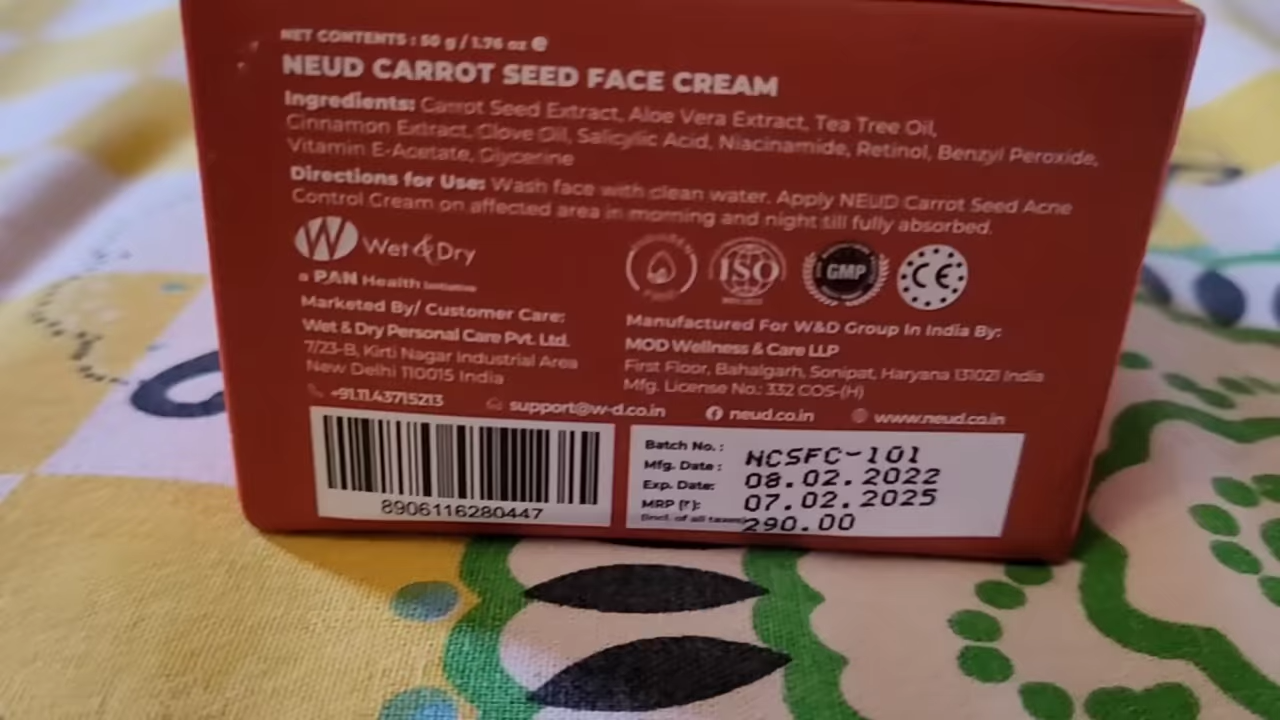 NET CONTENTS : 50 g / 1.76 oz e
NEUD CARROT SEED FACE CREAM
Ingredients: Carrot Seed Extract, Aloe Vera Extract, Tea Tree Oil,
Cinnamon Extract, Clove Oil, Salicylic Acid, Niacinamide, Retinol, Benzyl Peroxide,
Vitamin E-Acetate, Glycerine
Directions for Use: Wash face with clean water. Apply NEUD Carrot Seed Acne
Control Cream on affected area in morning and night till fully absorbed.
W Wet & Dry
a PAN Health Initiative
ISO
GMP
CE
Marketed By/ Customer Care:
Wet & Dry Personal Care Pvt. Ltd.
7/23-B, Kirti Nagar Industrial Area
New Delhi 110015 India
Manufactured For W&D Group In India By:
MOD Wellness & Care LLP
First Floor, Bahalgarh, Sonipat, Haryana 131021 India
Mfg. License No.: 332 COS-(H)
+91.11.43715213 support@w-d.co.in neud.co.in www.neud.co.in
8906116280447
Batch No. : NCSFC-101
Mfg. Date : 08.02.2022
Exp. Date: 07.02.2025
MRP (₹): 290.00
(Incl. of all taxes)